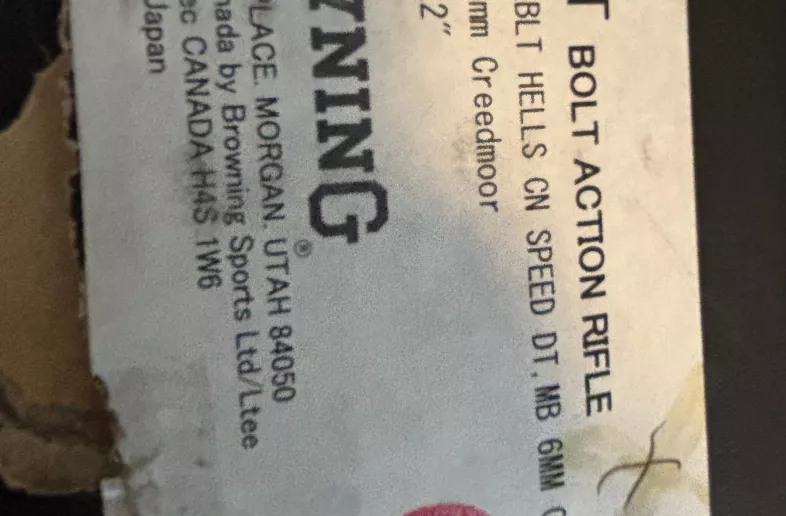 T BOLT ACTION RIFLE
BLT HELLS CN SPEED DT.MB 6MM C
mm Creedmoor
2"
NING®
PLACE. MORGAN. UTAH 84050
nada by Browning Sports Ltd/Ltee
ec CANADA H4S 1W6
Japan